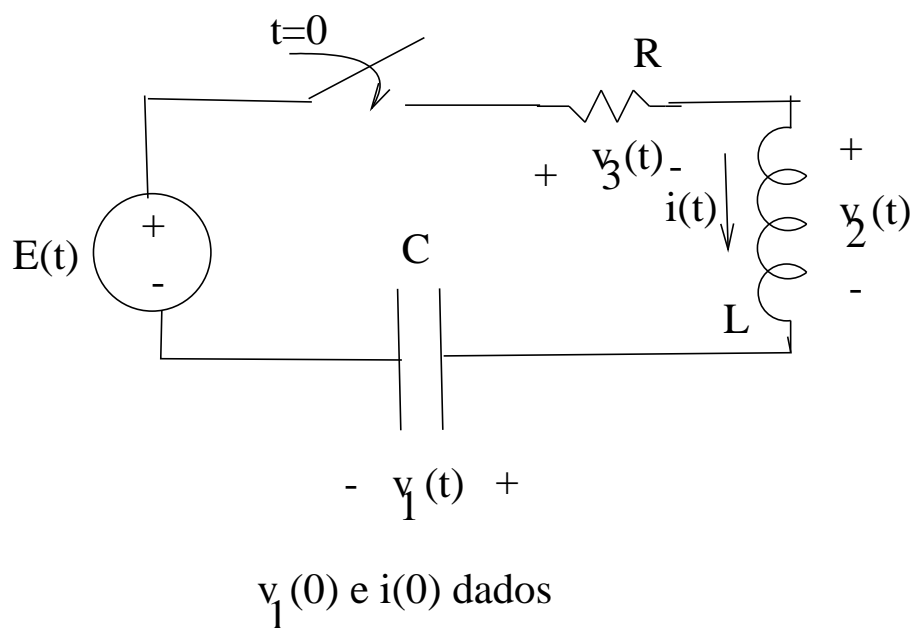 t=0
R
+ v3(t) -
i(t)
+
v2(t)
-
L
+
-
E(t)
C
- v1(t) +
v1(0) e i(0) dados